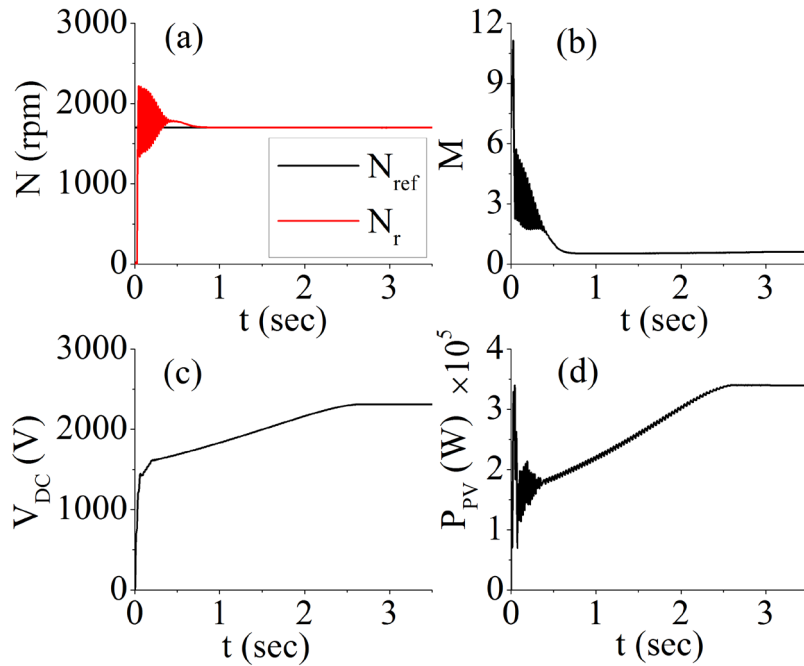 3000
2000
1000
0
N (rpm)
(a)
N_ref
N_r
0 1 2 3
t (sec)
12
9
6
3
0
M
(b)
0 1 2 3
t (sec)
3000
2000
1000
0
V_DC (V)
(c)
0 1 2 3
t (sec)
4
3
2
1
0
P_PV (W) ×10⁵
(d)
0 1 2 3
t (sec)